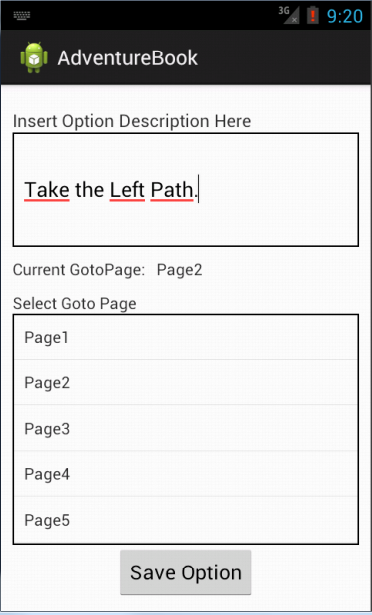 3G 9:20
AdventureBook
Insert Option Description Here
Take the Left Path.
Current GotoPage: Page2
Select Goto Page
Page1
Page2
Page3
Page4
Page5
Save Option